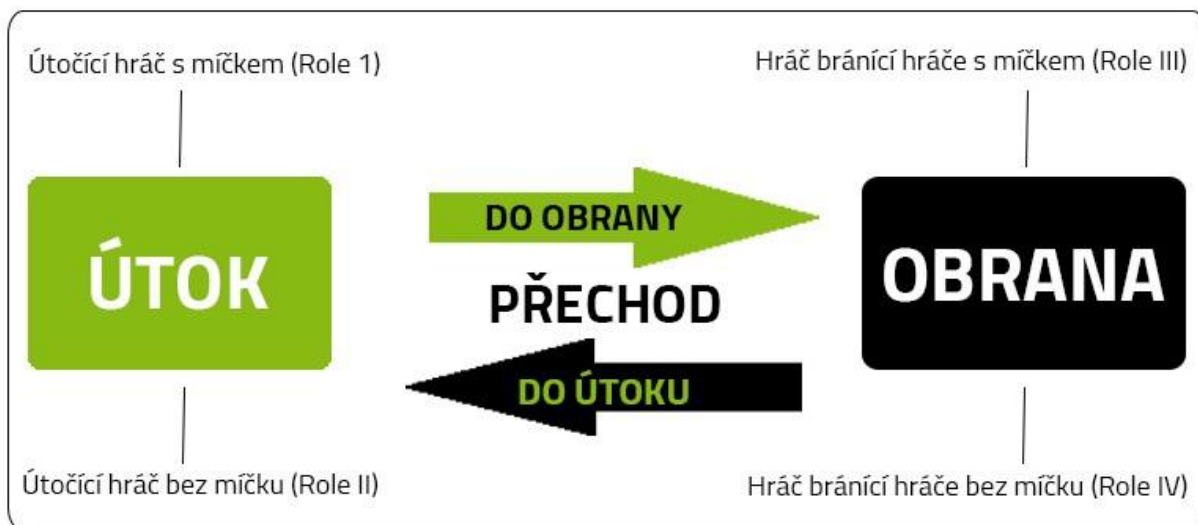 Útočící hráč s míčkem (Role 1)
Hráč bránící hráče s míčkem (Role III)
ÚTOK
DO OBRANY
PŘECHOD
DO ÚTOKU
OBRANA
Útočící hráč bez míčku (Role II)
Hráč bránící hráče bez míčku (Role IV)